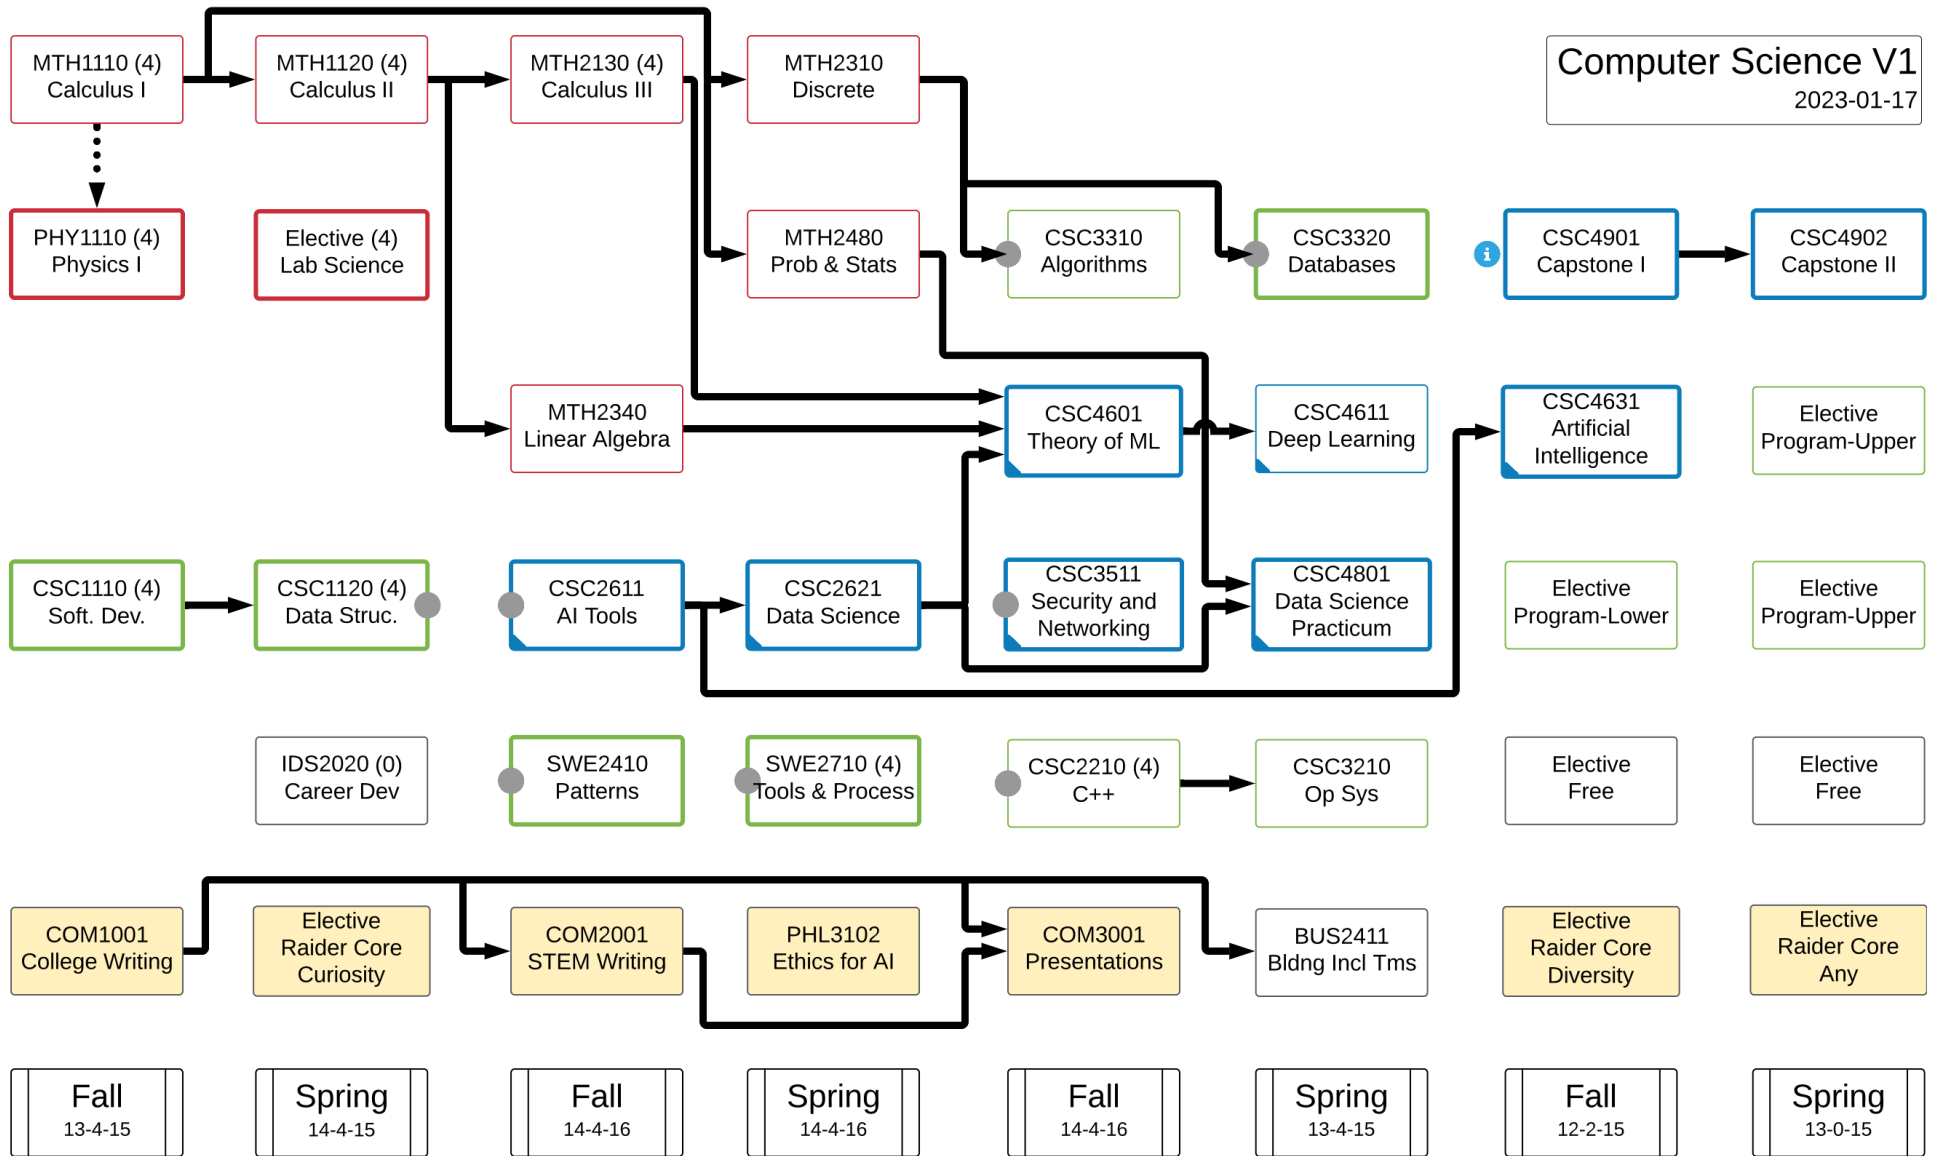 MTH1110 (4)
Calculus I
MTH1120 (4)
Calculus II
MTH2130 (4)
Calculus III
MTH2310
Discrete
Computer Science V1
2023-01-17
PHY1110 (4)
Physics I
Elective (4)
Lab Science
MTH2480
Prob & Stats
CSC3310
Algorithms
CSC3320
Databases
i
CSC4901
Capstone I
CSC4902
Capstone II
MTH2340
Linear Algebra
CSC4601
Theory of ML
CSC4611
Deep Learning
CSC4631
Artificial
Intelligence
Elective
Program-Upper
CSC1110 (4)
Soft. Dev.
CSC1120 (4)
Data Struc.
CSC2611
AI Tools
CSC2621
Data Science
CSC3511
Security and
Networking
CSC4801
Data Science
Practicum
Elective
Program-Lower
Elective
Program-Upper
IDS2020 (0)
Career Dev
SWE2410
Patterns
SWE2710 (4)
Tools & Process
CSC2210 (4)
C++
CSC3210
Op Sys
Elective
Free
Elective
Free
COM1001
College Writing
Elective
Raider Core
Curiosity
COM2001
STEM Writing
PHL3102
Ethics for AI
COM3001
Presentations
BUS2411
Bldng Incl Tms
Elective
Raider Core
Diversity
Elective
Raider Core
Any
Fall
13-4-15
Spring
14-4-15
Fall
14-4-16
Spring
14-4-16
Fall
14-4-16
Spring
13-4-15
Fall
12-2-15
Spring
13-0-15